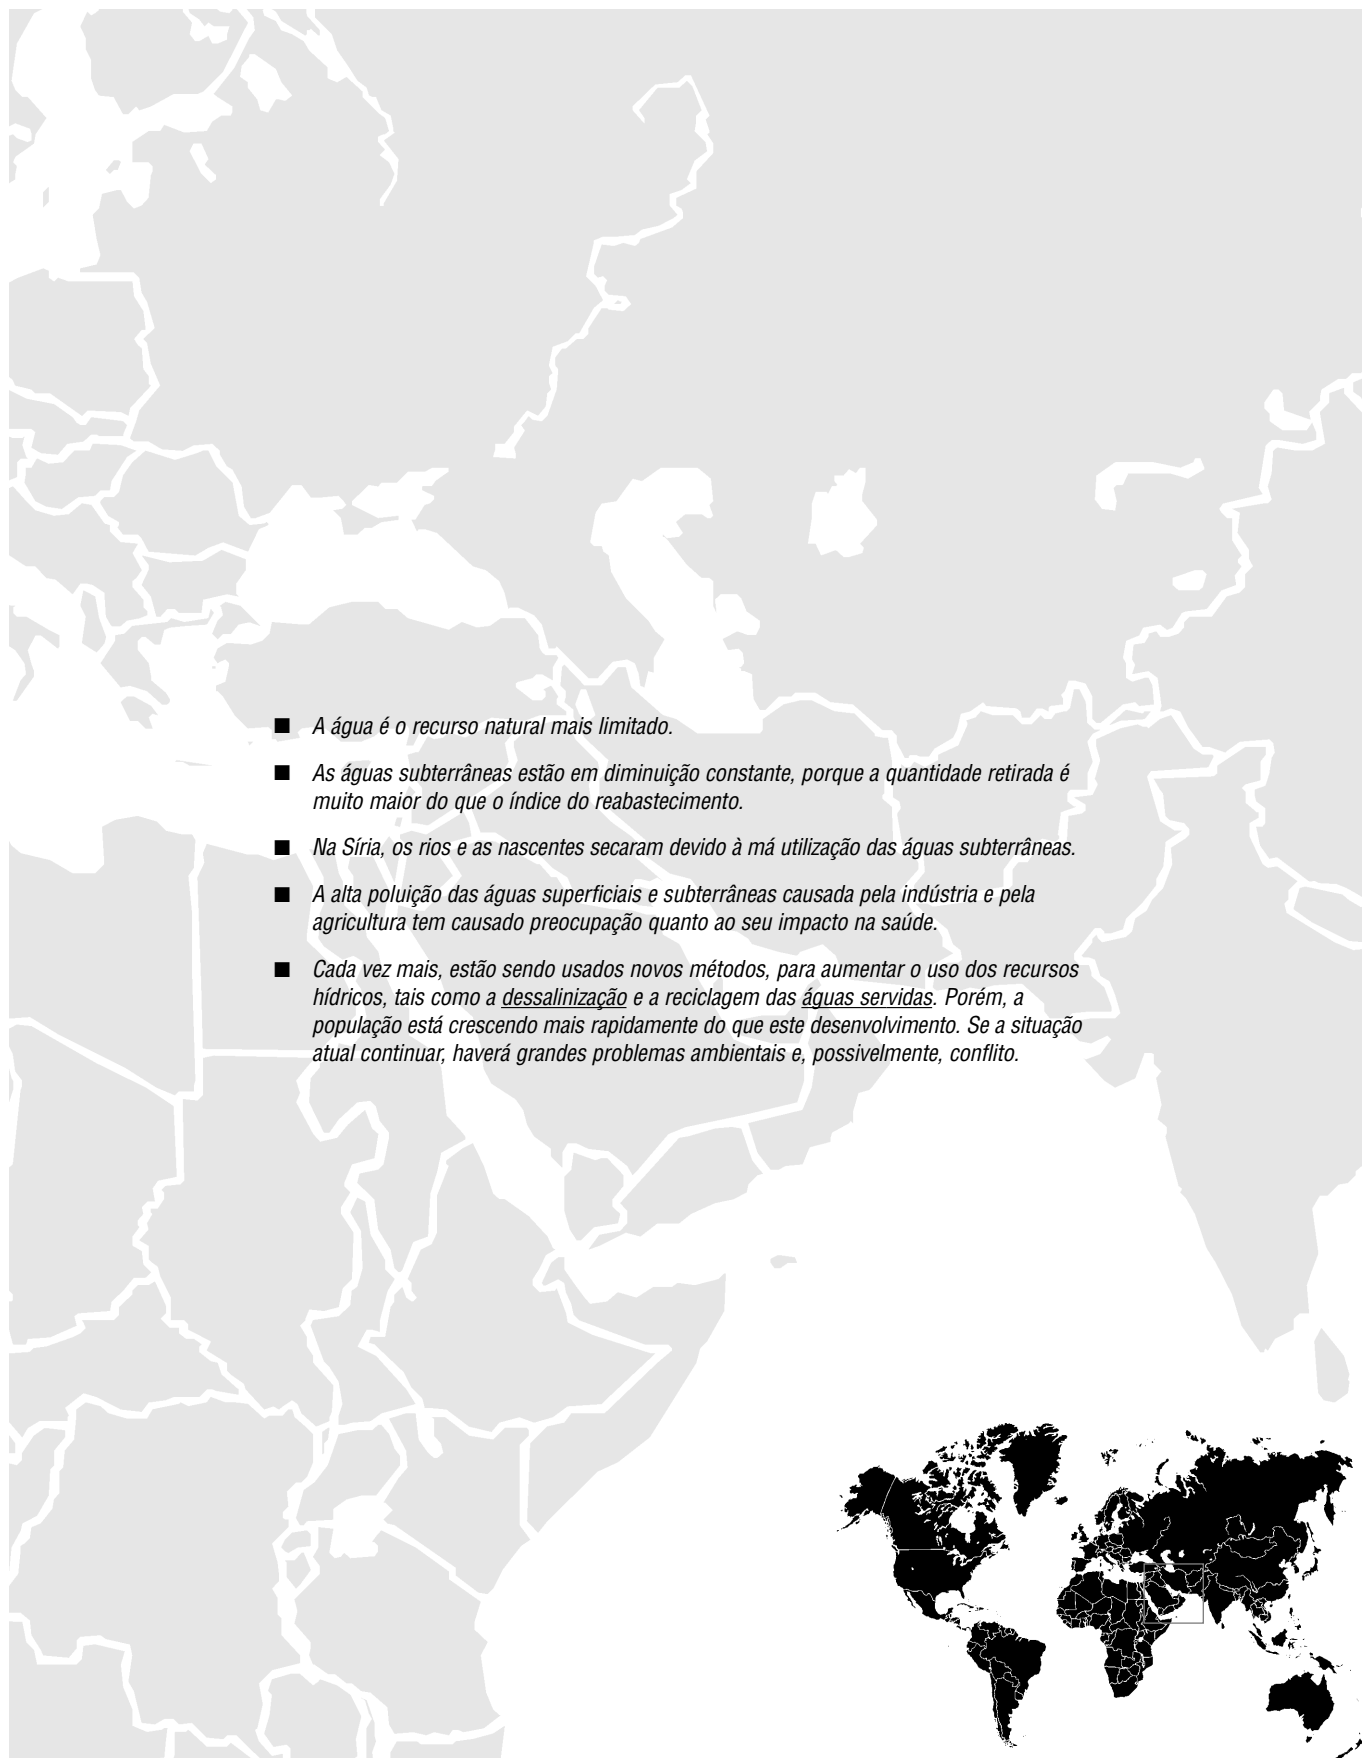 ■ A água é o recurso natural mais limitado.
■ As águas subterrâneas estão em diminuição constante, porque a quantidade retirada é
muito maior do que o índice do reabastecimento.
■ Na Síria, os rios e as nascentes secaram devido à má utilização das águas subterrâneas.
■ A alta poluição das águas superficiais e subterrâneas causada pela indústria e pela
agricultura tem causado preocupação quanto ao seu impacto na saúde.
■ Cada vez mais, estão sendo usados novos métodos, para aumentar o uso dos recursos
hídricos, tais como a dessalinização e a reciclagem das águas servidas. Porém, a
população está crescendo mais rapidamente do que este desenvolvimento. Se a situação
atual continuar, haverá grandes problemas ambientais e, possivelmente, conflito.